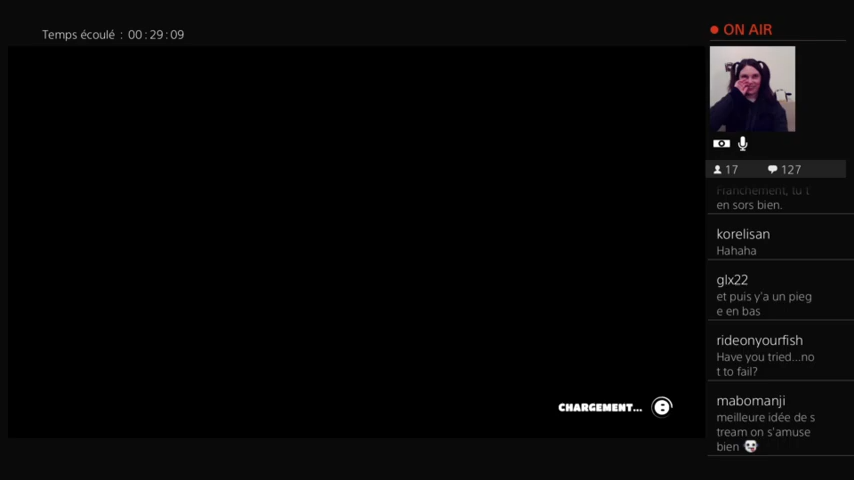 Temps écoulé : 00:29:09
ON AIR
17 127
Franchement, tu t
en sors bien.
korelisan
Hahaha
glx22
et puis y'a un pieg
e en bas
rideonyourfish
Have you tried...no
t to fail?
mabomanji
meilleure idée de s
tream on s'amuse
bien
CHARGEMENT...